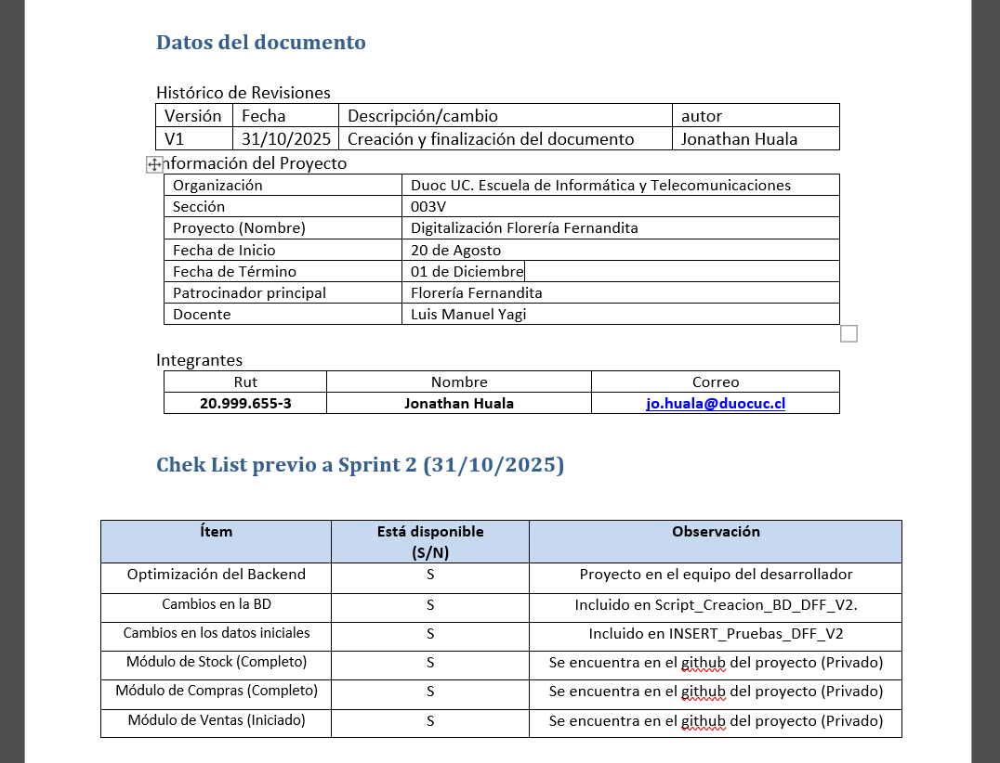 Datos del documento
Histórico de Revisiones
Versión Fecha Descripción/cambio autor
V1 31/10/2025 Creación y finalización del documento Jonathan Huala
nformación del Proyecto
Organización Duoc UC. Escuela de Informática y Telecomunicaciones
Sección 003V
Proyecto (Nombre) Digitalización Florería Fernandita
Fecha de Inicio 20 de Agosto
Fecha de Término 01 de Diciembre
Patrocinador principal Florería Fernandita
Docente Luis Manuel Yagi
Integrantes
Rut Nombre Correo
20.999.655-3 Jonathan Huala jo.huala@duocuc.cl
Chek List previo a Sprint 2 (31/10/2025)
Ítem Está disponible Observación
(S/N)
Optimización del Backend S Proyecto en el equipo del desarrollador
Cambios en la BD S Incluido en Script_Creacion_BD_DFF_V2.
Cambios en los datos iniciales S Incluido en INSERT_Pruebas_DFF_V2
Módulo de Stock (Completo) S Se encuentra en el github del proyecto (Privado)
Módulo de Compras (Completo) S Se encuentra en el github del proyecto (Privado)
Módulo de Ventas (Iniciado) S Se encuentra en el github del proyecto (Privado)